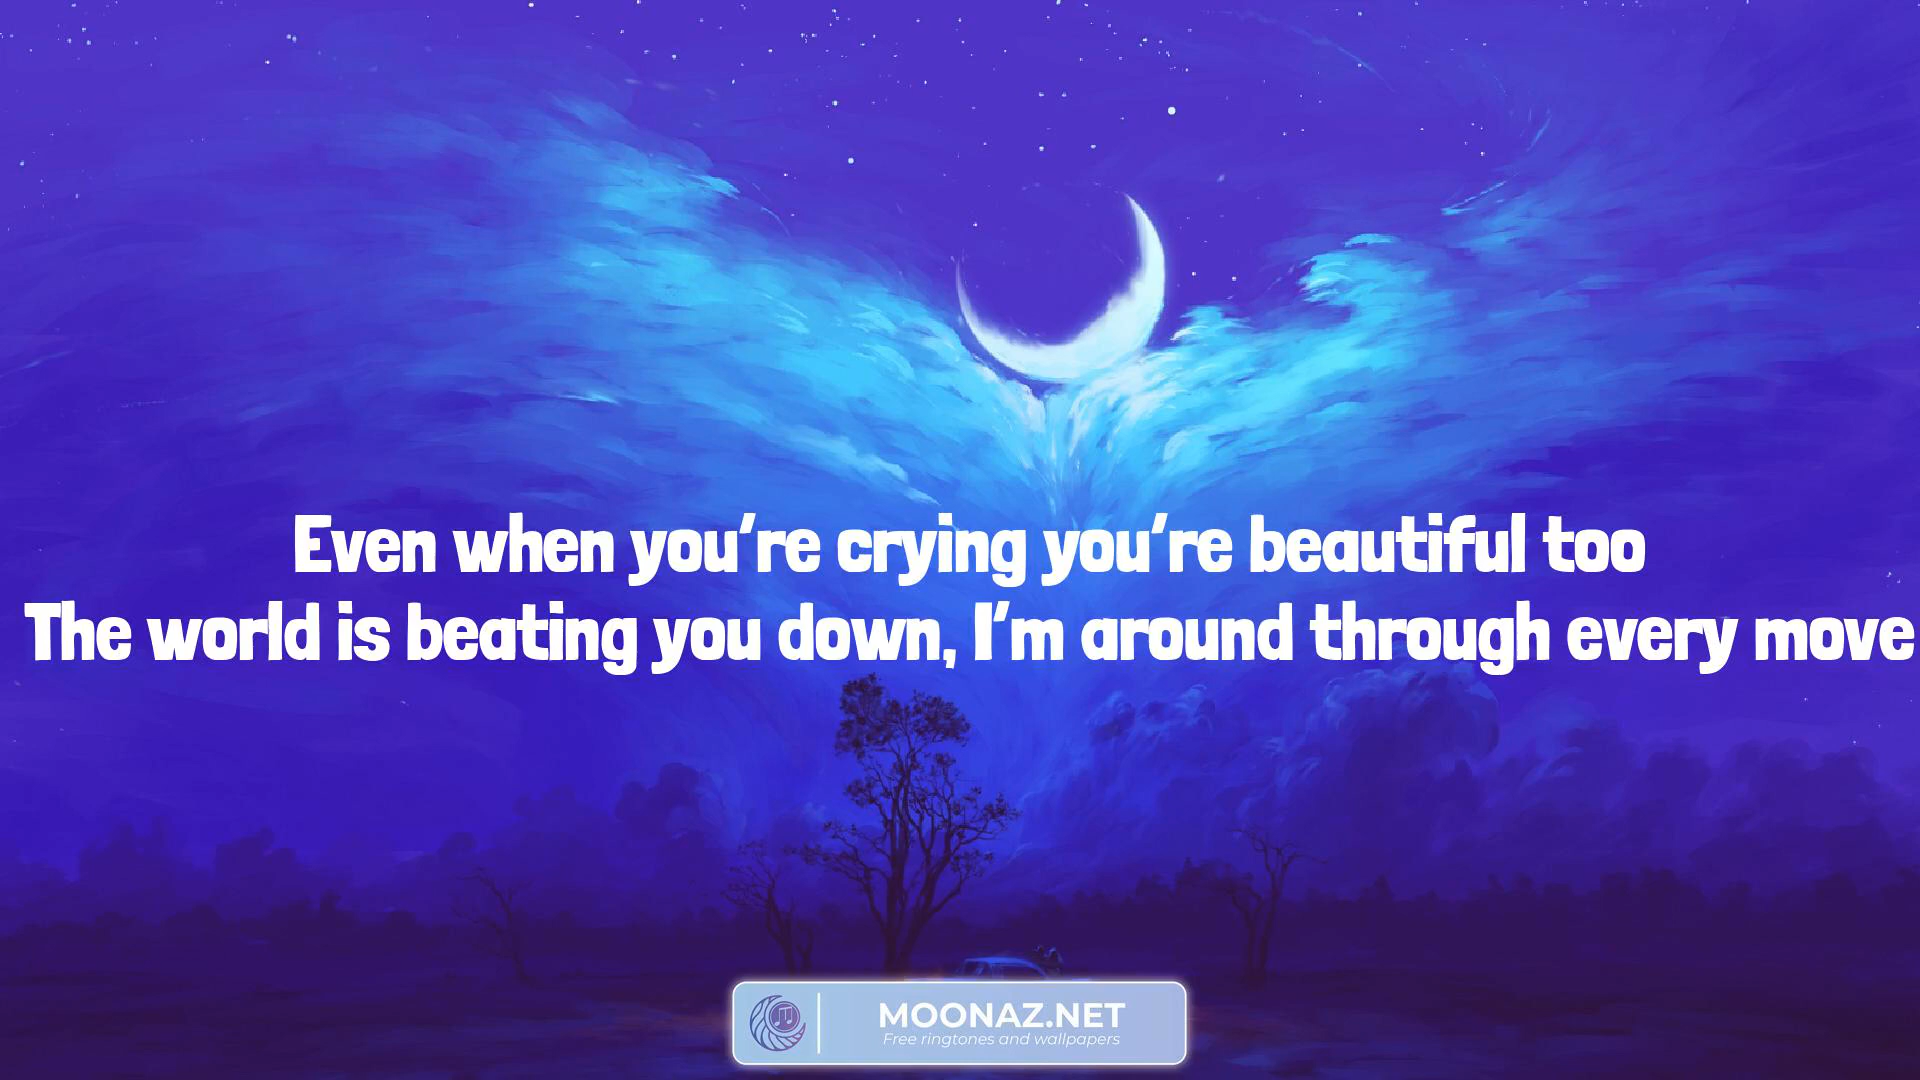 Even when you're crying you're beautiful too
The world is beating you down, I'm around through every move
MOONAZ.NET
Free ringtones and wallpapers